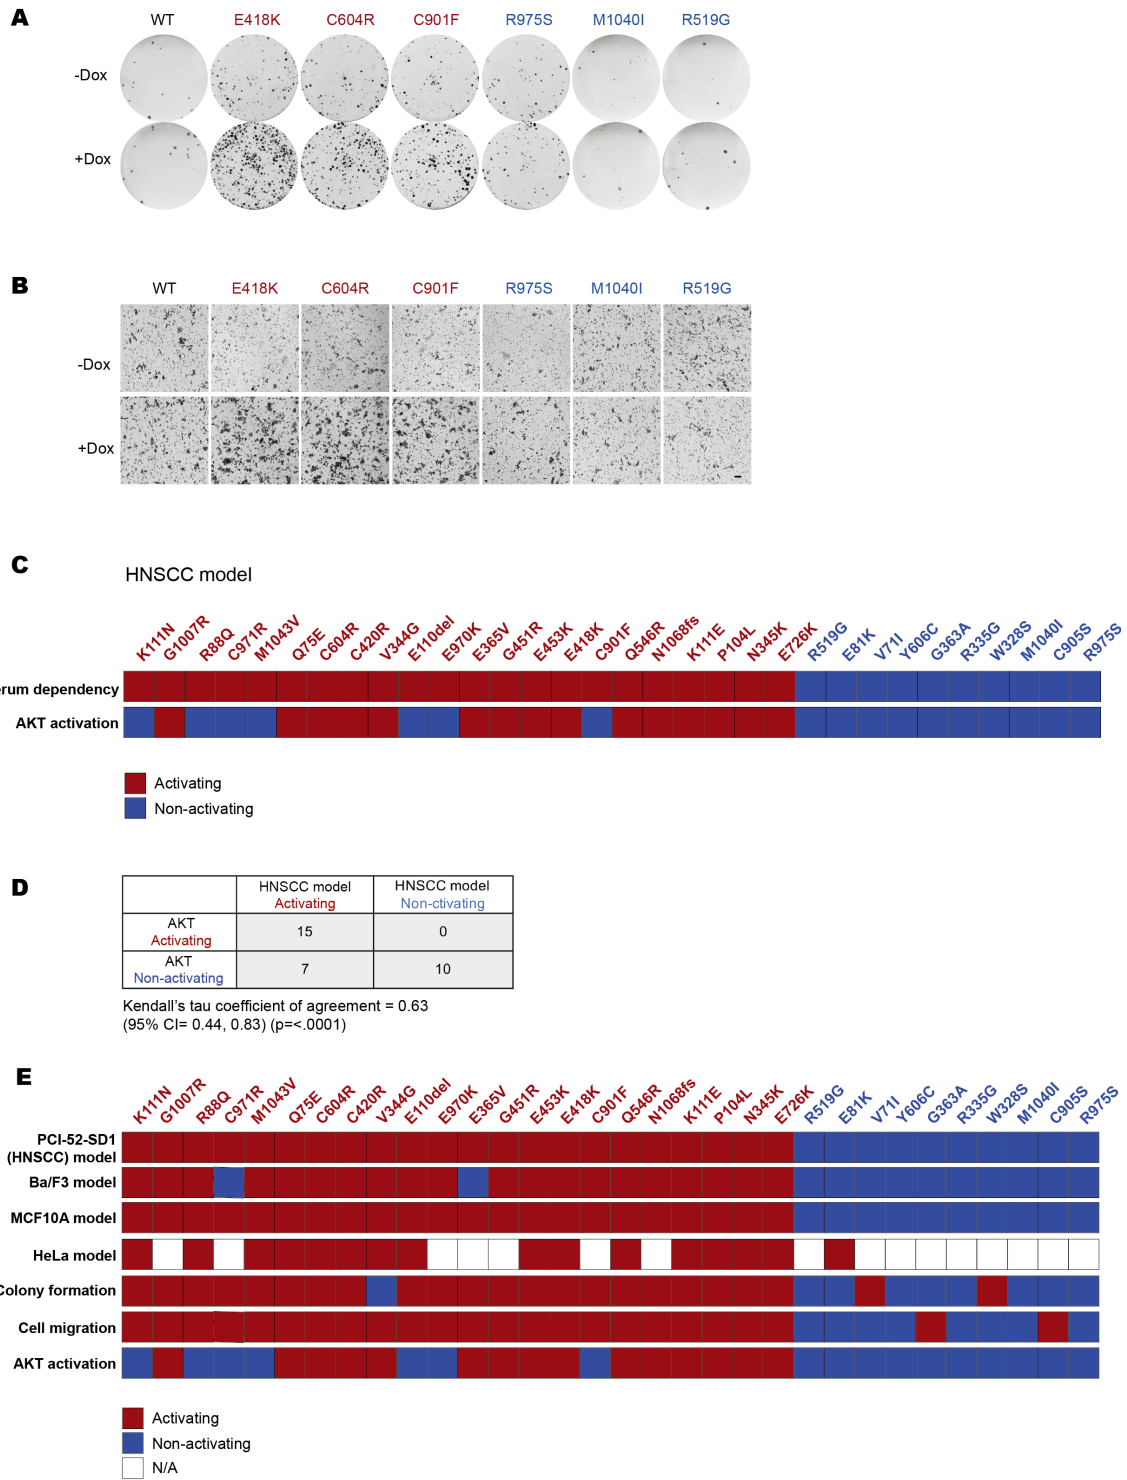 A
WT E418K C604R C901F R975S M1040I R519G
-Dox
+Dox
B
WT E418K C604R C901F R975S M1040I R519G
-Dox
+Dox
C
HNSCC model
K111N G1007R R88Q C971R M1043V Q75E C604R C420R V344G E110del E970K E365V G451R E453K E418K C901F Q546R N1068fs K111E P104L N345K E726K R519G E81K V71I Y606C G363A R335G W328S M1040I C905S R975S
erum dependency
AKT activation
Activating
Non-activating
D
HNSCC model HNSCC model
Activating Non-ctivating
AKT
Activating 15 0
AKT
Non-activating 7 10
Kendall's tau coefficient of agreement = 0.63
(95% CI= 0.44, 0.83) (p=<.0001)
E
K111N G1007R R88Q C971R M1043V Q75E C604R C420R V344G E110del E970K E365V G451R E453K E418K C901F Q546R N1068fs K111E P104L N345K E726K R519G E81K V71I Y606C G363A R335G W328S M1040I C905S R975S
PCI-52-SD1
(HNSCC) model
Ba/F3 model
MCF10A model
HeLa model
Colony formation
Cell migration
AKT activation
Activating
Non-activating
N/A